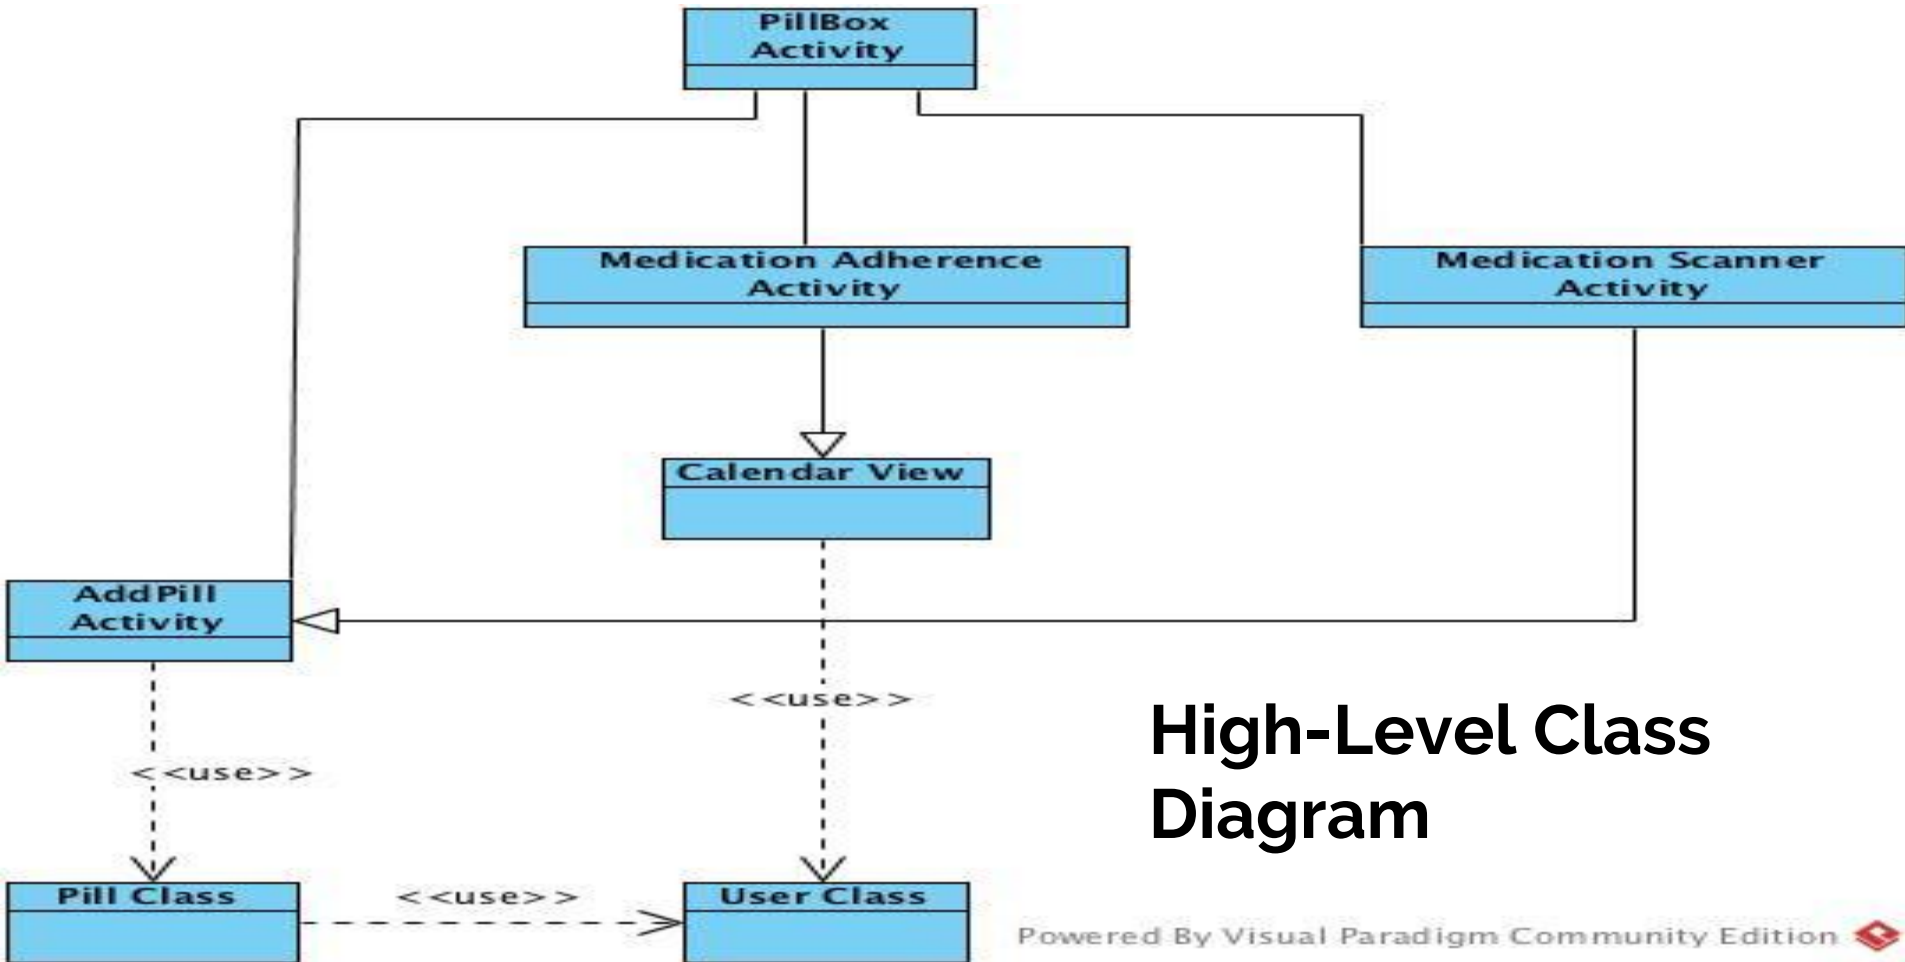 PillBox
Activity
Medication Adherence
Activity
Medication Scanner
Activity
Calendar View
AddPill
Activity
<<use>>
<<use>>
High-Level Class
Diagram
Pill Class
<<use>>
User Class
Powered By Visual Paradigm Community Edition